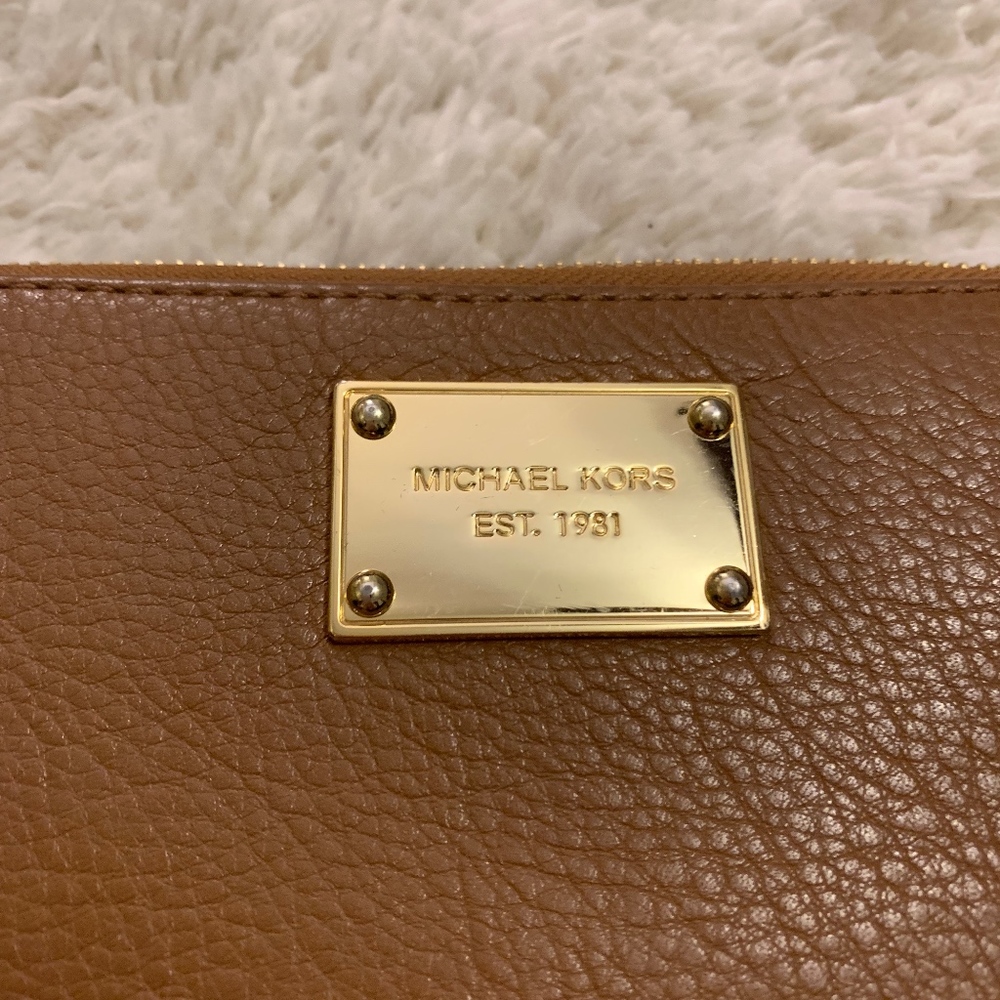 MICHAEL KORS
EST. 1981